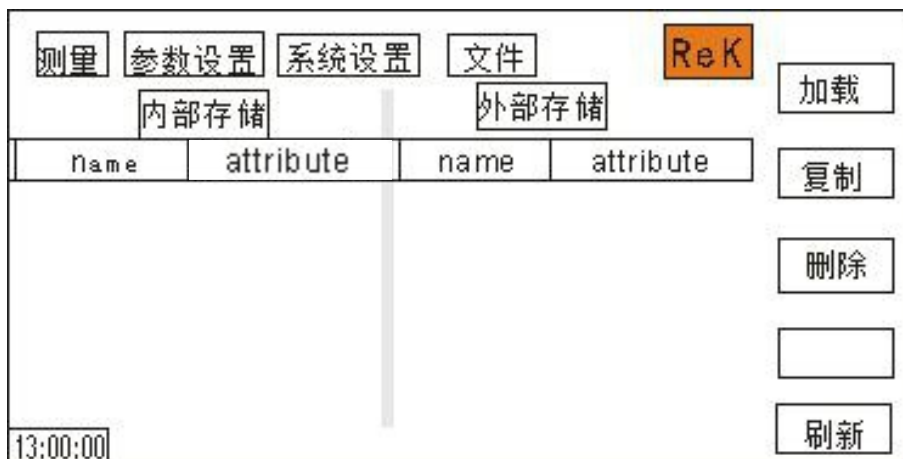 测量 参数设置 系统设置 文件 ReK
加载
内部存储 外部存储
name attribute name attribute
复制
删除
刷新
13:00:00